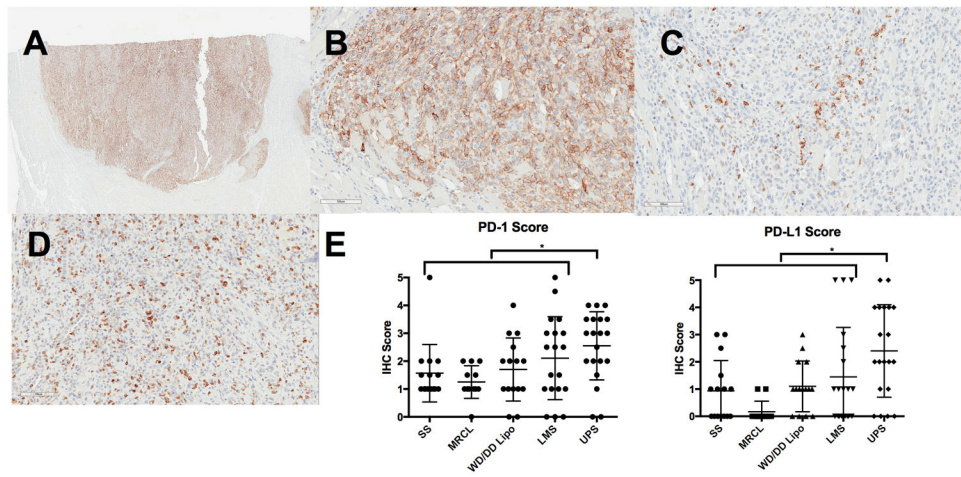 A
B
C
D
E
PD-1 Score
*
IHC Score
5
4
3
2
1
0
SS
MRCL
WD/DD Lipo
LMS
UPS
PD-L1 Score
*
IHC Score
5
4
3
2
1
0
SS
MRCL
WD/DD Lipo
LMS
UPS